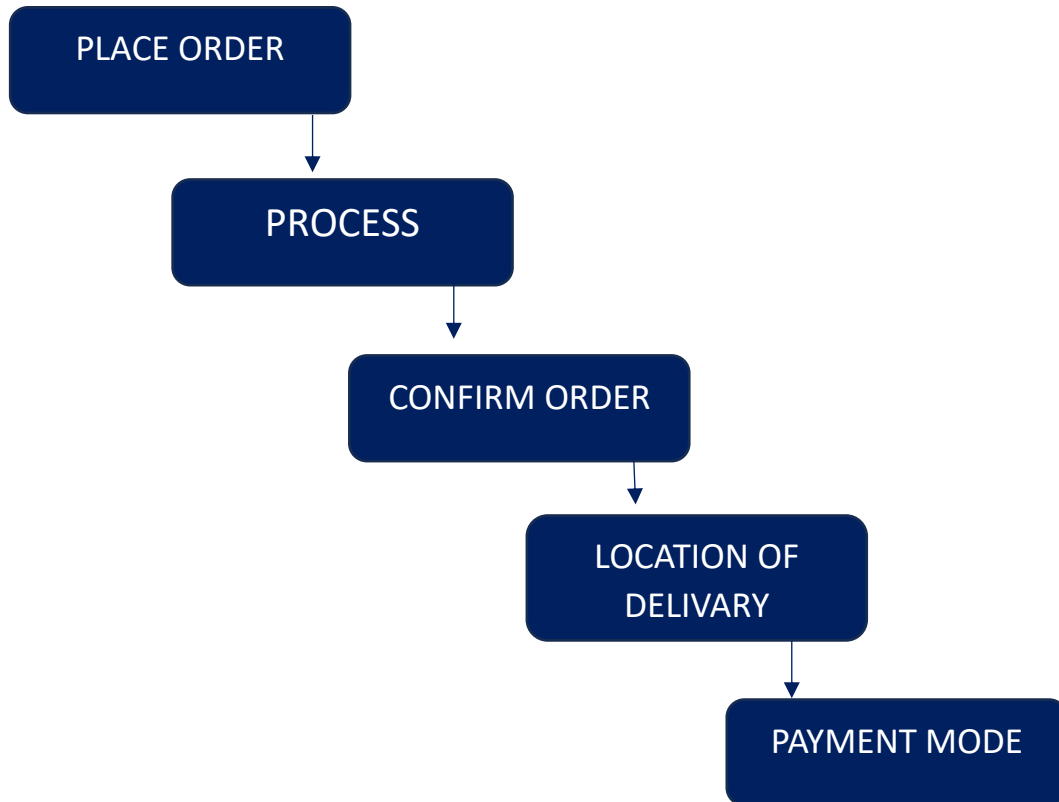 PLACE ORDER
PROCESS
CONFIRM ORDER
LOCATION OF
DELIVARY
PAYMENT MODE